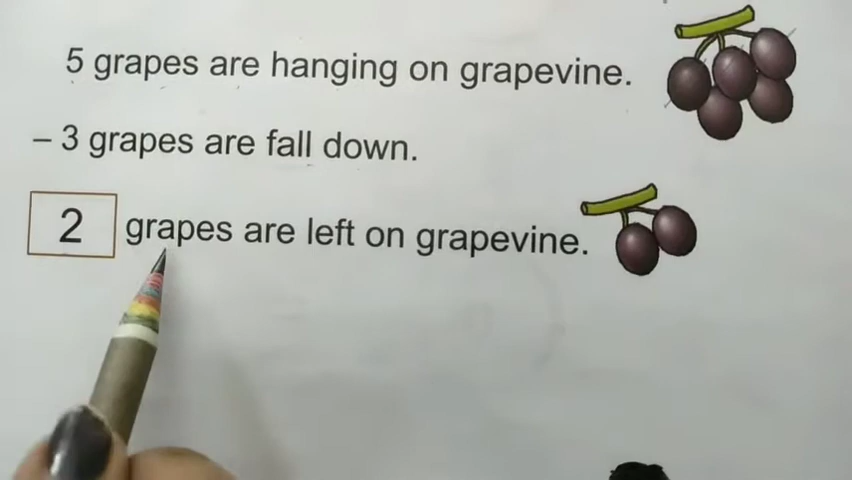 5 grapes are hanging on grapevine.
– 3 grapes are fall down.
2 grapes are left on grapevine.